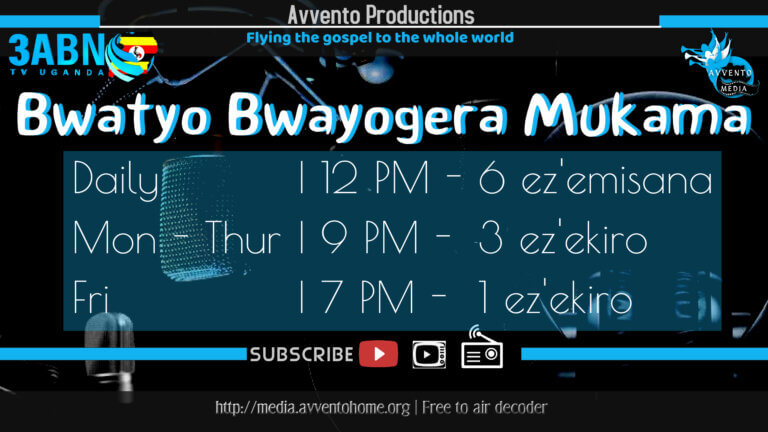 Avvento Productions
Flying the gospel to the whole world
3ABN
TV UGANDA
AVVENTO
MEDIA
Bwatyo Bwayogera Mukama
Daily | 12 PM - 6 ez'emisana
Mon - Thur | 9 PM - 3 ez'ekiro
Fri | 7 PM - 1 ez'ekiro
SUBSCRIBE
http://media.avventohome.org | Free to air decoder